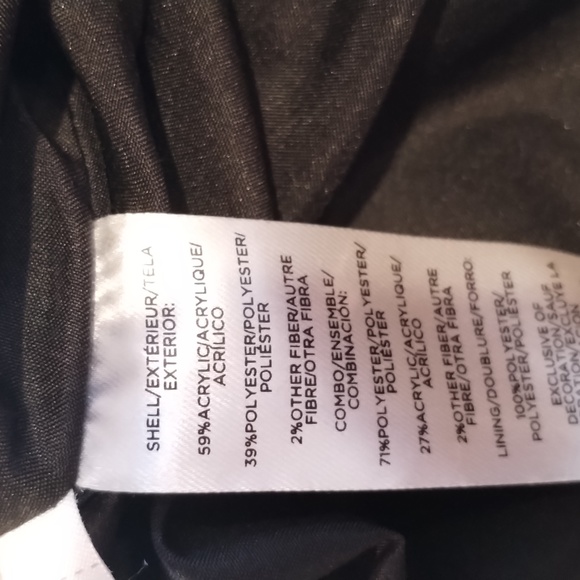 SHELL/EXTÉRIEUR/TELA
EXTERIOR:
59%ACRYLIC/ACRYLIQUE/
ACRÍLICO
39%POLYESTER/POLYESTER/
POLIÉSTER
2%OTHER FIBER/AUTRE
FIBRE/OTRA FIBRA
COMBO/ENSEMBLE/
COMBINACIÓN:
71%POLYESTER/POLYESTER/
POLIÉSTER
27%ACRYLIC/ACRYLIQUE/
ACRÍLICO
2%OTHER FIBER/AUTRE
FIBRE/OTRA FIBRA
LINING/DOUBLURE/FORRO:
100%POLYESTER/
POLYESTER/POLIÉSTER
EXCLUSIVE OF
DECORATION/SAUF
LA